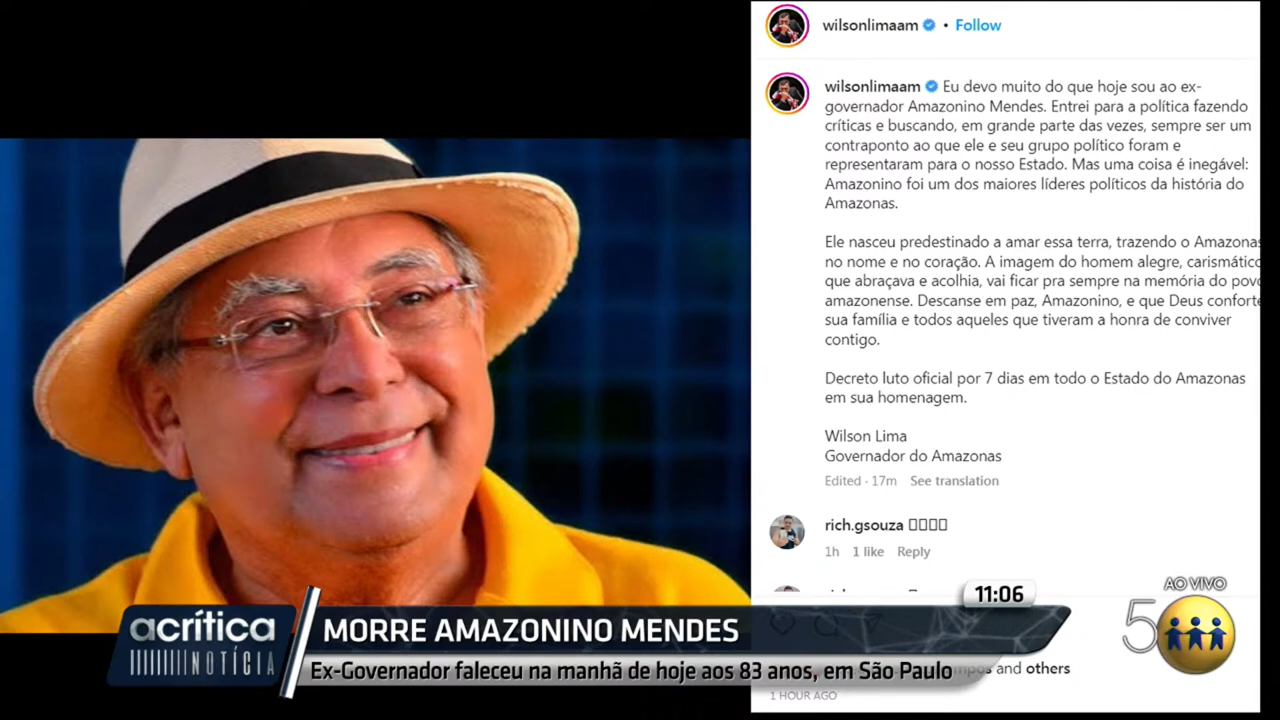 wilsonlimaam • Follow
wilsonlimaam Eu devo muito do que hoje sou ao ex-
governador Amazonino Mendes. Entrei para a política fazendo
críticas e buscando, em grande parte das vezes, sempre ser um
contraponto ao que ele e seu grupo político foram e
representaram para o nosso Estado. Mas uma coisa é inegável:
Amazonino foi um dos maiores líderes políticos da história do
Amazonas.
Ele nasceu predestinado a amar essa terra, trazendo o Amazonas
no nome e no coração. A imagem do homem alegre, carismático
que abraçava e acolhia, vai ficar pra sempre na memória do povo
amazonense. Descanse em paz, Amazonino, e que Deus conforte
sua família e todos aqueles que tiveram a honra de conviver
contigo.
Decreto luto oficial por 7 dias em todo o Estado do Amazonas
em sua homenagem.
Wilson Lima
Governador do Amazonas
Edited · 17m See translation
rich.gsouza
1h 1 like Reply
11:06
AO VIVO
50
acrítica
NOTÍCIA
MORRE AMAZONINO MENDES
Ex-Governador faleceu na manhã de hoje aos 83 anos, em São Paulo
and others
1 HOUR AGO